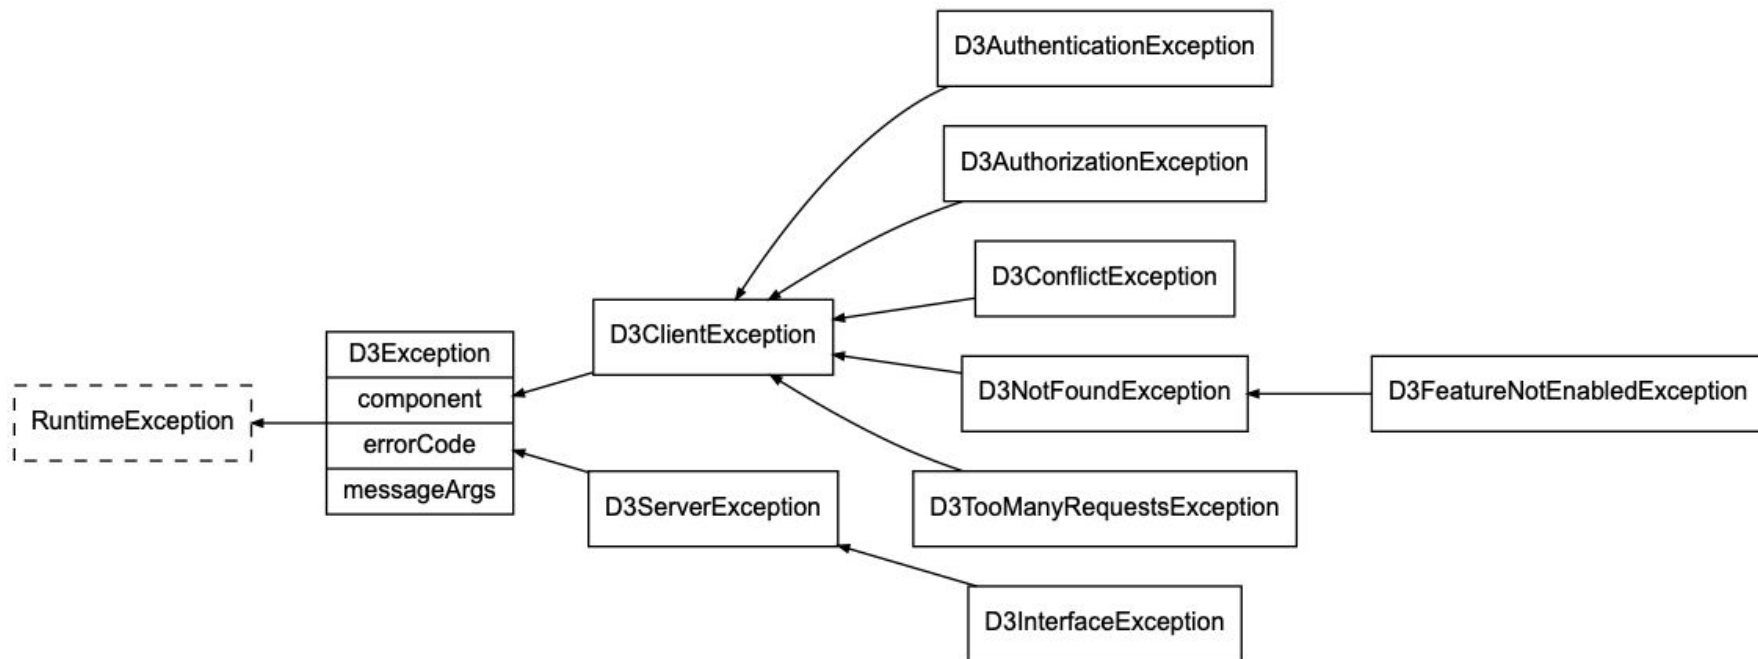 D3AuthenticationException
D3AuthorizationException
D3ConflictException
D3ClientException
D3Exception
component
errorCode
messageArgs
RuntimeException
D3NotFoundException
D3FeatureNotEnabledException
D3ServerException
D3TooManyRequestsException
D3InterfaceException